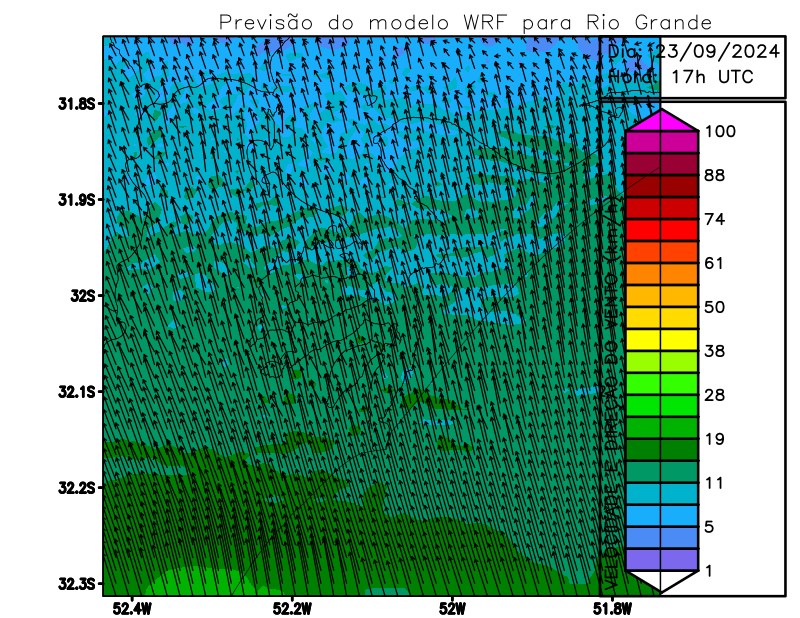 Previsão do modelo WRF para Rio Grande
Dia: 23/09/2024
Hora: 17h UTC
31.8S
31.9S
32S
32.1S
32.2S
32.3S
52.4W
52.2W
52W
51.8W
VELOCIDADE E DIREÇÃO DO VENTO (km/h)
100
88
74
61
50
38
28
19
11
5
1